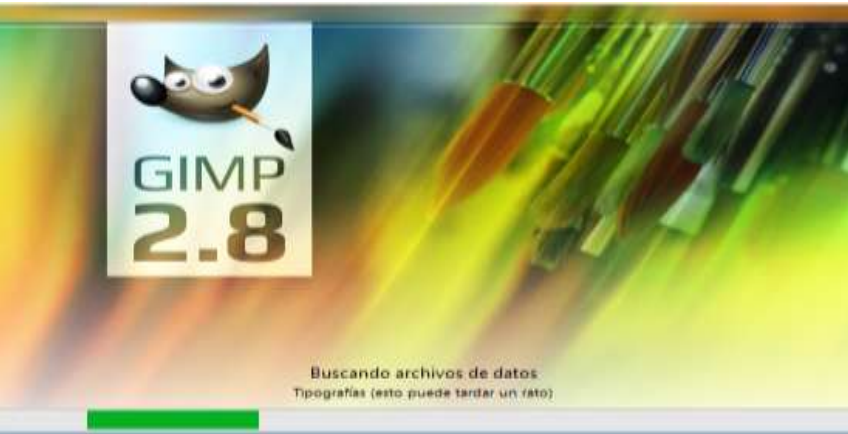 GIMP
2.8
Buscando archivos de datos
Tipografías (esto puede tardar un rato)